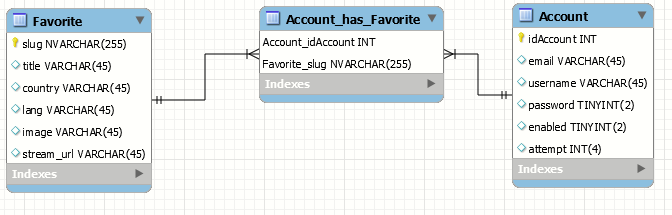 Favorite
slug NVARCHAR(255)
title VARCHAR(45)
country VARCHAR(45)
lang VARCHAR(45)
image VARCHAR(45)
stream_url VARCHAR(45)
Indexes
Account_has_Favorite
Account_idAccount INT
Favorite_slug NVARCHAR(255)
Indexes
Account
idAccount INT
email VARCHAR(45)
username VARCHAR(45)
password TINYINT(2)
enabled TINYINT(2)
attempt INT(4)
Indexes